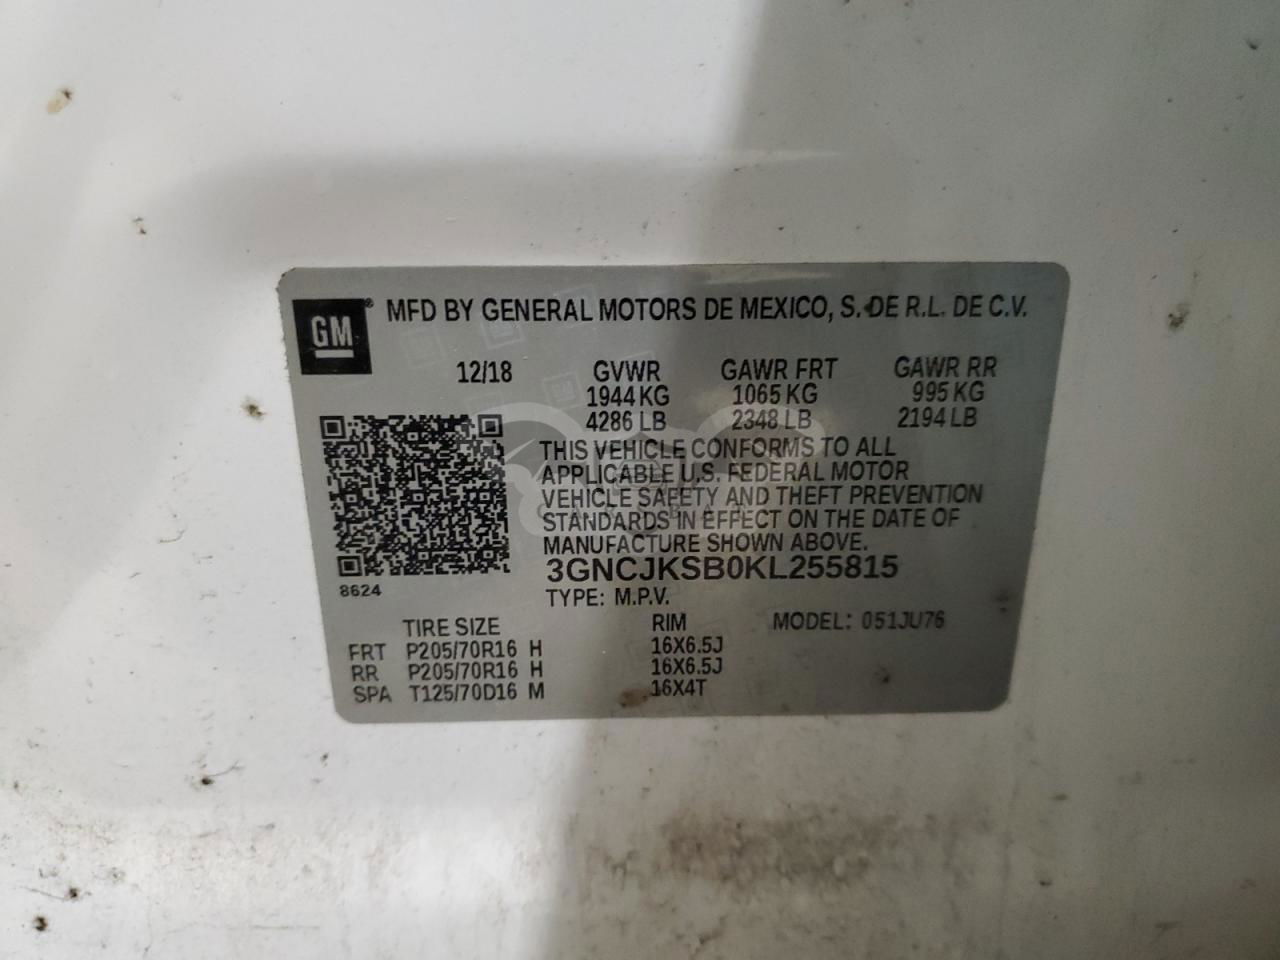 GM
MFD BY GENERAL MOTORS DE MEXICO, S. DE R.L. DE C.V.
12/18 GVWR GAWR FRT GAWR RR
1944 KG 1065 KG 995 KG
4286 LB 2348 LB 2194 LB
THIS VEHICLE CONFORMS TO ALL
APPLICABLE U.S. FEDERAL MOTOR
VEHICLE SAFETY AND THEFT PREVENTION
STANDARDS IN EFFECT ON THE DATE OF
MANUFACTURE SHOWN ABOVE.
3GNCJKSB0KL255815
8624
TYPE: M.P.V.
TIRE SIZE RIM MODEL: 051JU76
FRT P205/70R16 H 16X6.5J
RR P205/70R16 H 16X6.5J
SPA T125/70D16 M 16X4T